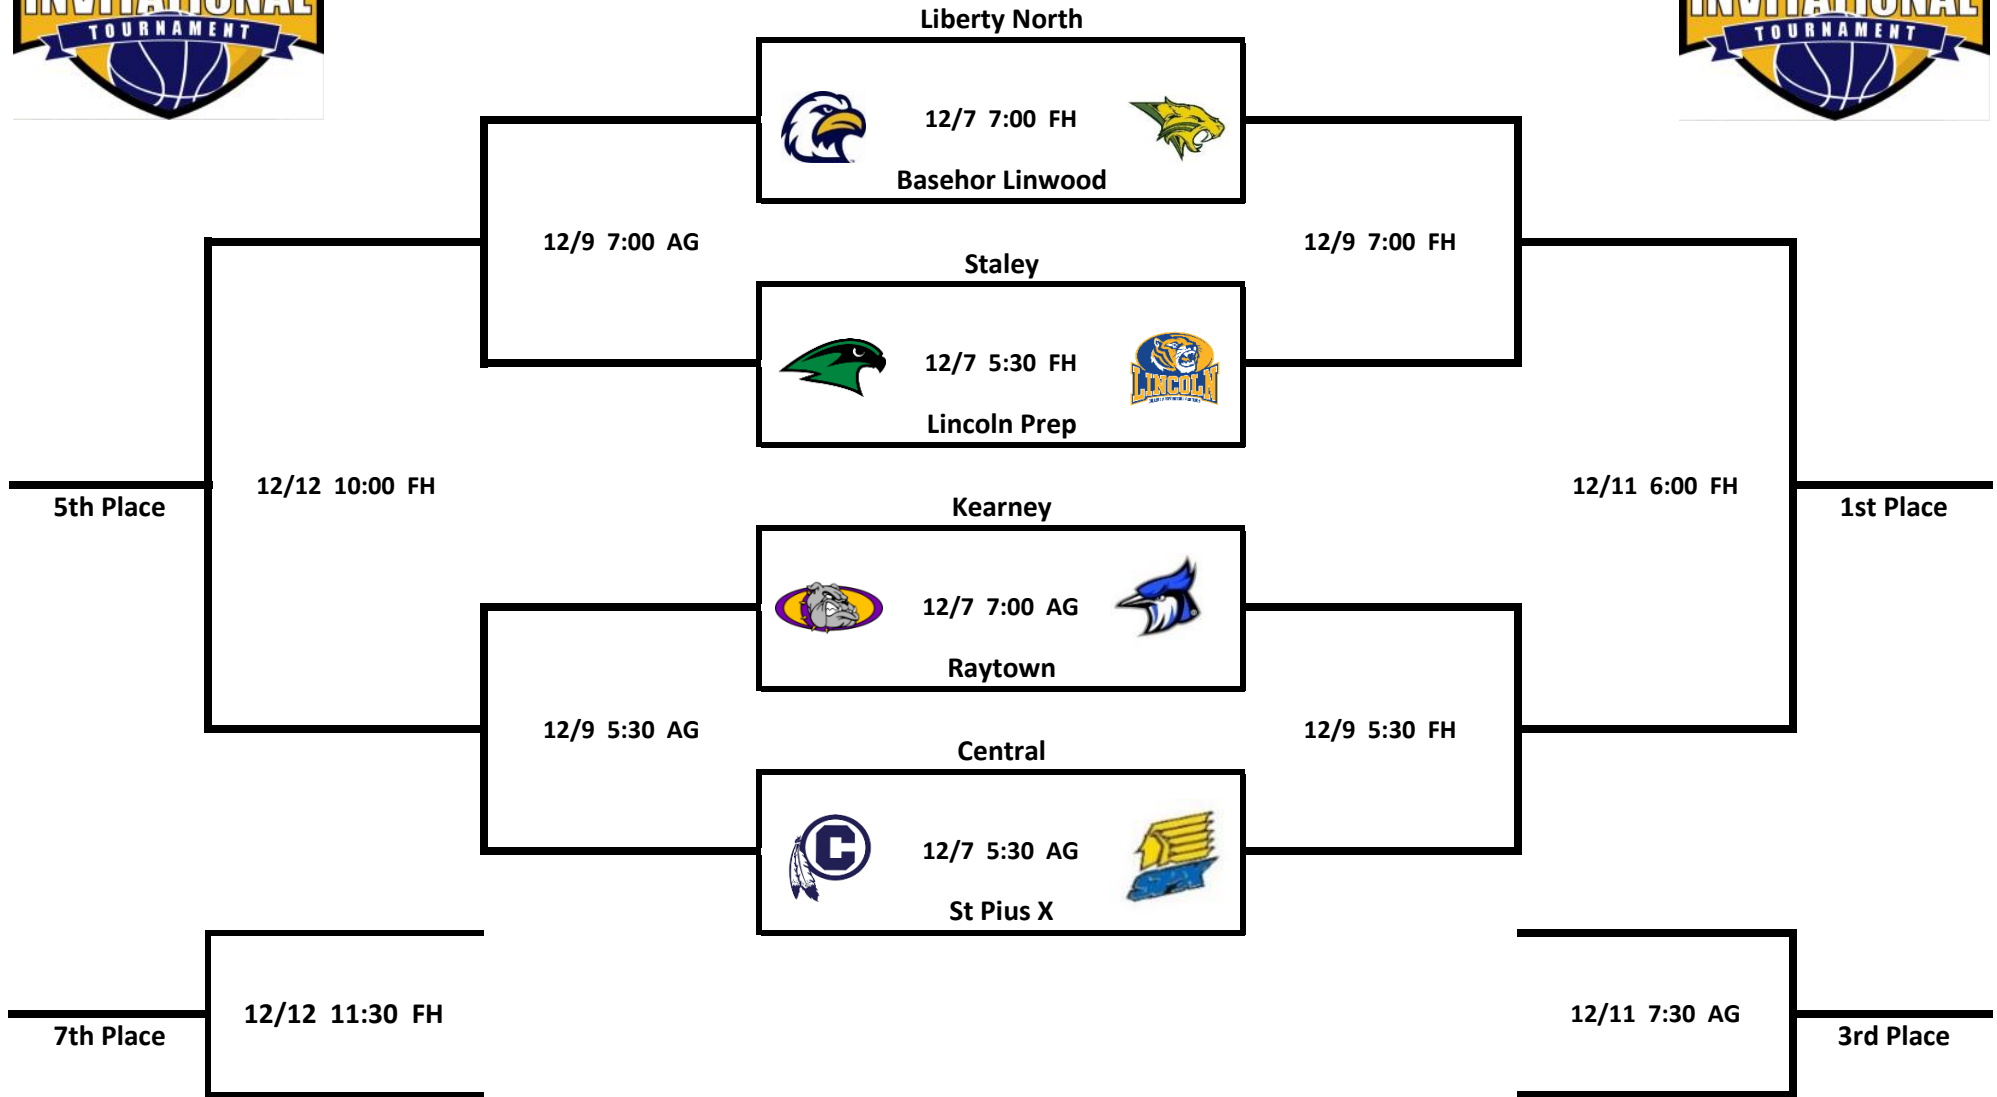 INVITATIONAL
TOURNAMENT
INVITATIONAL
TOURNAMENT
Liberty North
12/7 7:00 FH
Basehor Linwood
12/9 7:00 AG
12/9 7:00 FH
Staley
12/7 5:30 FH
LINCOLN
Lincoln Prep
12/12 10:00 FH
12/11 6:00 FH
5th Place
1st Place
Kearney
12/7 7:00 AG
Raytown
12/9 5:30 AG
12/9 5:30 FH
Central
C
12/7 5:30 AG
SPX
St Pius X
12/12 11:30 FH
12/11 7:30 AG
7th Place
3rd Place